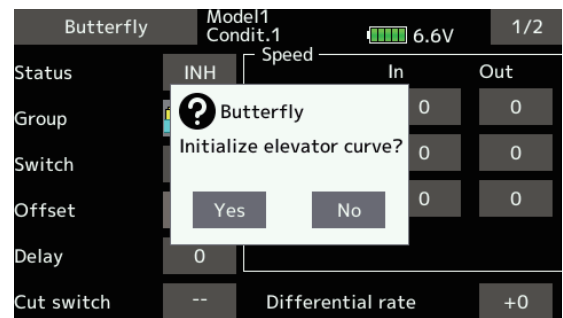 Butterfly
Model1
Condit.1
6.6V
1/2
Speed
In
Out
Status
INH
Group
0
0
Switch
0
0
Offset
0
0
Delay
0
Cut switch
--
Differential rate
+0
?
Butterfly
Initialize elevator curve?
Yes
No